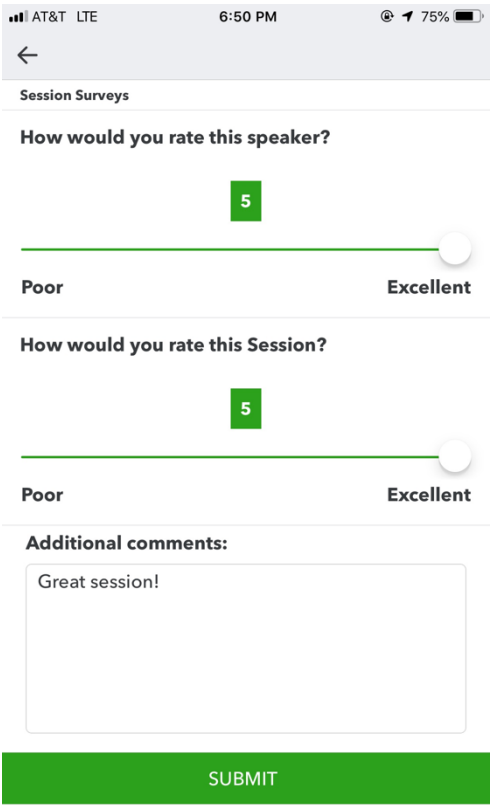 AT&T LTE 6:50 PM 75%
Session Surveys
How would you rate this speaker?
5
Poor Excellent
How would you rate this Session?
5
Poor Excellent
Additional comments:
Great session!
SUBMIT